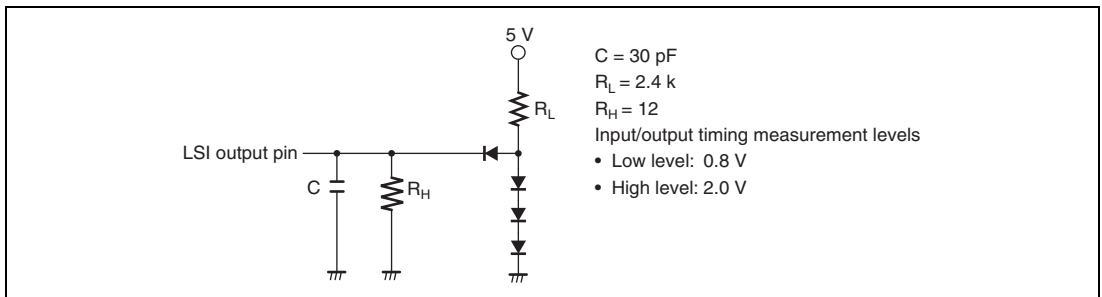 5 V
C = 30 pF
RL = 2.4 k
RH = 12
Input/output timing measurement levels
• Low level: 0.8 V
• High level: 2.0 V
RL
LSI output pin
C
RH